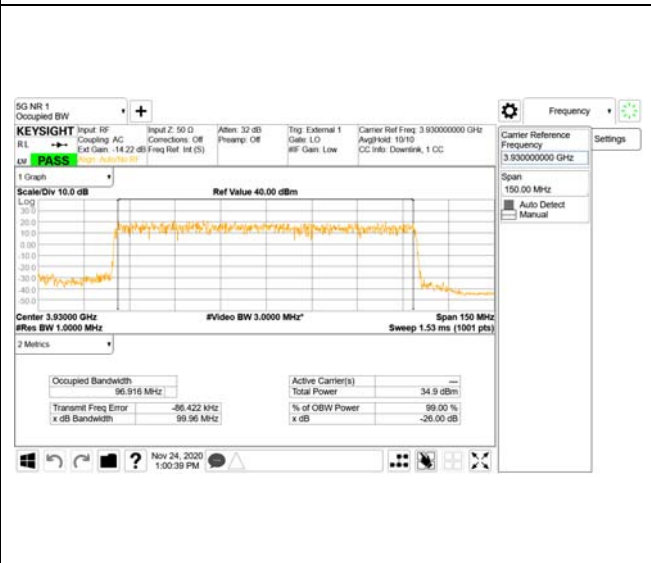 5G NR 1
Occupied BW
+
Frequency
KEYSIGHT
RL
PASS
Input: RF
Coupling: AC
Ext Gain: -14.22 dB
Align: Auto/No RF
Input Z: 50 Ω
Corrections: Off
Freq Ref: Int (S)
Atten: 32 dB
Preamp: Off
Trig: External 1
Gate: LO
#IF Gain: Low
Carrier Ref Freq: 3.930000000 GHz
Avg|Hold: 10/10
CC Info: Downlink, 1 CC
Carrier Reference
Frequency
3.930000000 GHz
Settings
Span
150.00 MHz
Auto Detect
Manual
1 Graph
Scale/Div 10.0 dB
Ref Value 40.00 dBm
Log
30.0
20.0
10.0
0.00
-10.0
-20.0
-30.0
-40.0
-50.0
Center 3.93000 GHz
#Video BW 3.0000 MHz*
Span 150 MHz
#Res BW 1.0000 MHz
Sweep 1.53 ms (1001 pts)
2 Metrics
Occupied Bandwidth
96.916 MHz
Active Carrier(s)
---
Total Power
34.9 dBm
Transmit Freq Error
-86.422 kHz
x dB Bandwidth
99.96 MHz
% of OBW Power
99.00 %
x dB
-26.00 dB
?
Nov 24, 2020
1:00:39 PM